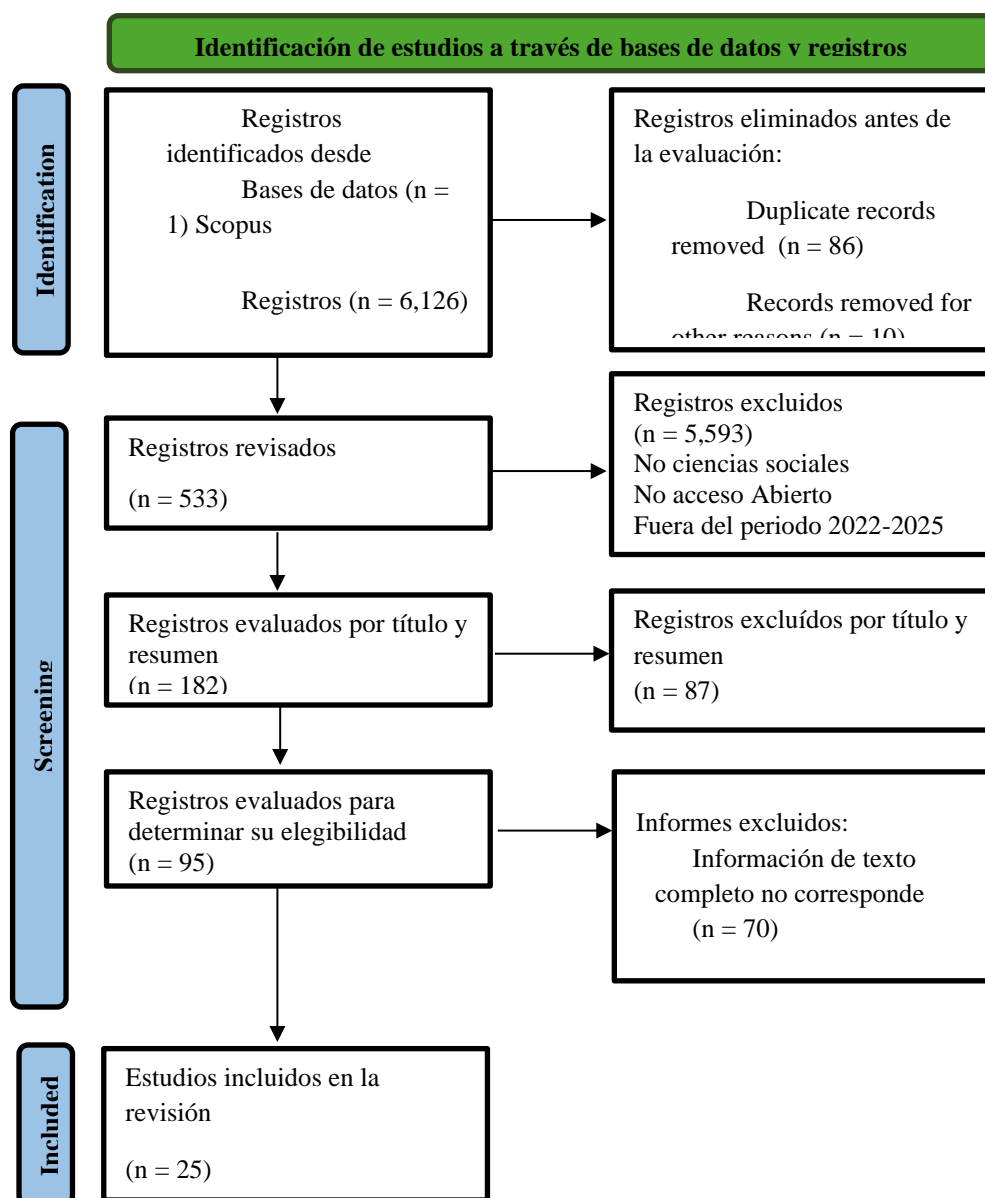 Identificación de estudios a través de bases de datos y registros
Identification
Registros
identificados desde
Bases de datos (n =
1) Scopus
Registros (n = 6,126)
Registros eliminados antes de
la evaluación:
Duplicate records
removed (n = 86)
Records removed for
other reasons (n = 10)
Screening
Registros revisados
(n = 533)
Registros excluidos
(n = 5,593)
No ciencias sociales
No acceso Abierto
Fuera del periodo 2022-2025
Registros evaluados por título y
resumen
(n = 182)
Registros excluídos por título y
resumen
(n = 87)
Registros evaluados para
determinar su elegibilidad
(n = 95)
Informes excluidos:
Información de texto
completo no corresponde
(n = 70)
Included
Estudios incluidos en la
revisión
(n = 25)